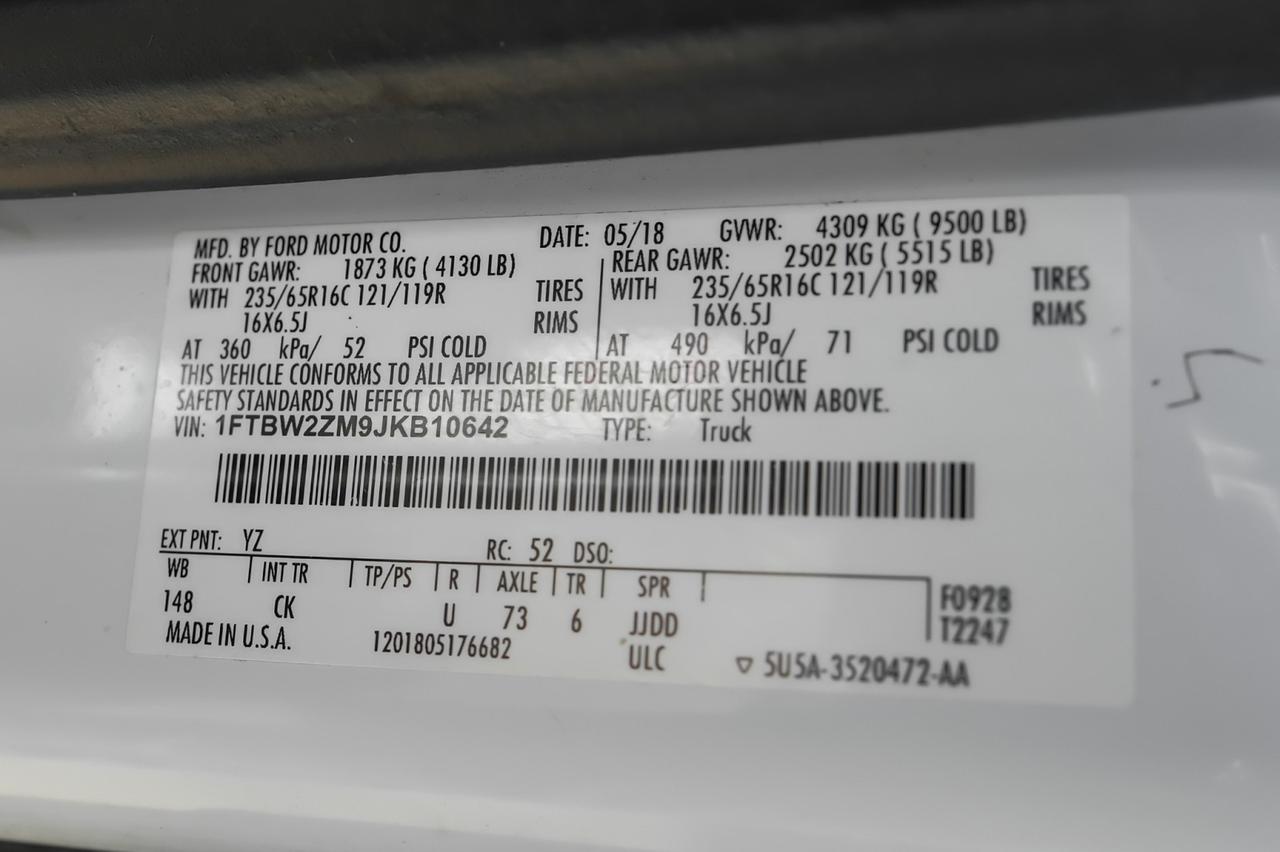 MFD. BY FORD MOTOR CO. DATE: 05/18 GVWR: 4309 KG ( 9500 LB)
FRONT GAWR: 1873 KG ( 4130 LB) REAR GAWR: 2502 KG ( 5515 LB)
WITH 235/65R16C 121/119R TIRES WITH 235/65R16C 121/119R TIRES
16X6.5J RIMS 16X6.5J RIMS
AT 360 kPa/ 52 PSI COLD AT 490 kPa/ 71 PSI COLD
THIS VEHICLE CONFORMS TO ALL APPLICABLE FEDERAL MOTOR VEHICLE
SAFETY STANDARDS IN EFFECT ON THE DATE OF MANUFACTURE SHOWN ABOVE.
VIN: 1FTBW2ZM9JKB10642 TYPE: Truck
EXT PNT: YZ RC: 52 DSO:
WB INT TR TP/PS R AXLE TR SPR F0928
148 CK U 73 6 JJDD T2247
MADE IN U.S.A. 1201805176682 ULC ▽ 5U5A-3520472-AA